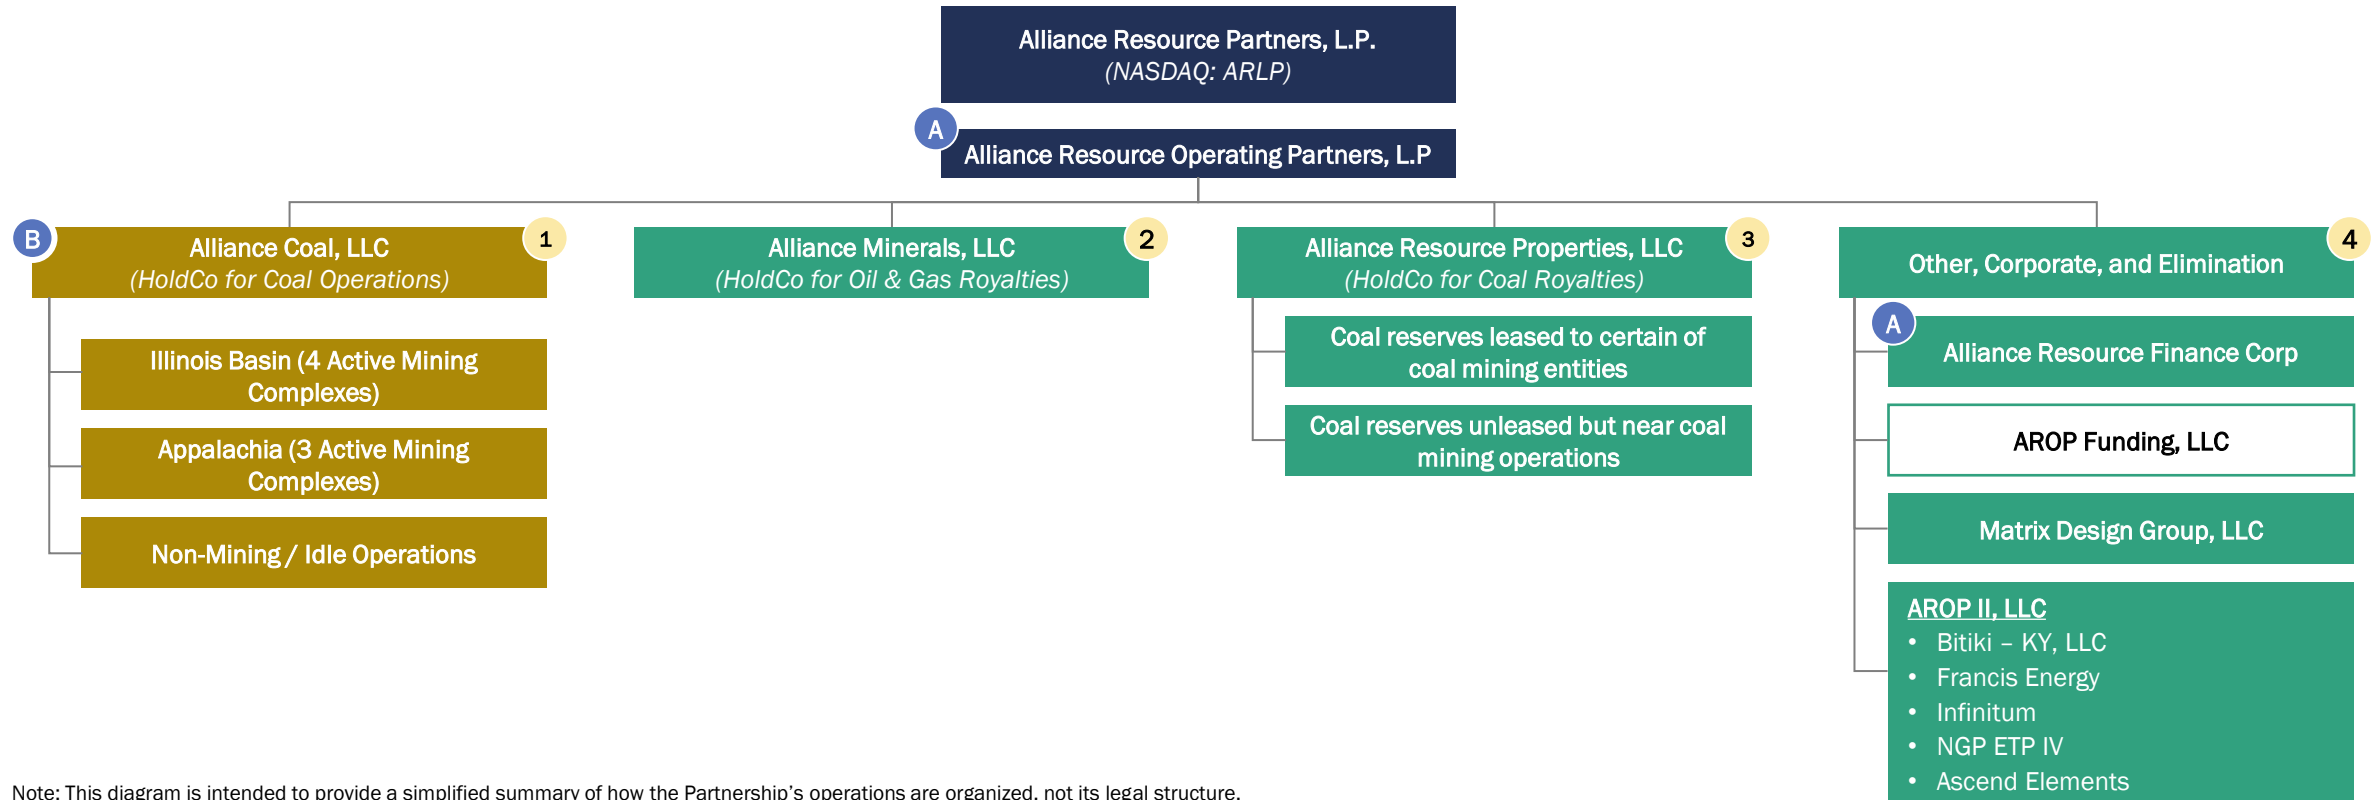 Alliance Resource Partners, L.P.
(NASDAQ: ARLP)
A
Alliance Resource Operating Partners, L.P
B
Alliance Coal, LLC
(HoldCo for Coal Operations)
1
Illinois Basin (4 Active Mining
Complexes)
Appalachia (3 Active Mining
Complexes)
Non-Mining / Idle Operations
Alliance Minerals, LLC
(HoldCo for Oil & Gas Royalties)
2
Alliance Resource Properties, LLC
(HoldCo for Coal Royalties)
3
Coal reserves leased to certain of
coal mining entities
Coal reserves unleased but near coal
mining operations
Other, Corporate, and Elimination
4
A
Alliance Resource Finance Corp
AROP Funding, LLC
Matrix Design Group, LLC
AROP II, LLC
• Bitiki – KY, LLC
• Francis Energy
• Infinitum
• NGP ETP IV
• Ascend Elements
Note: This diagram is intended to provide a simplified summary of how the Partnership's operations are organized, not its legal structure.